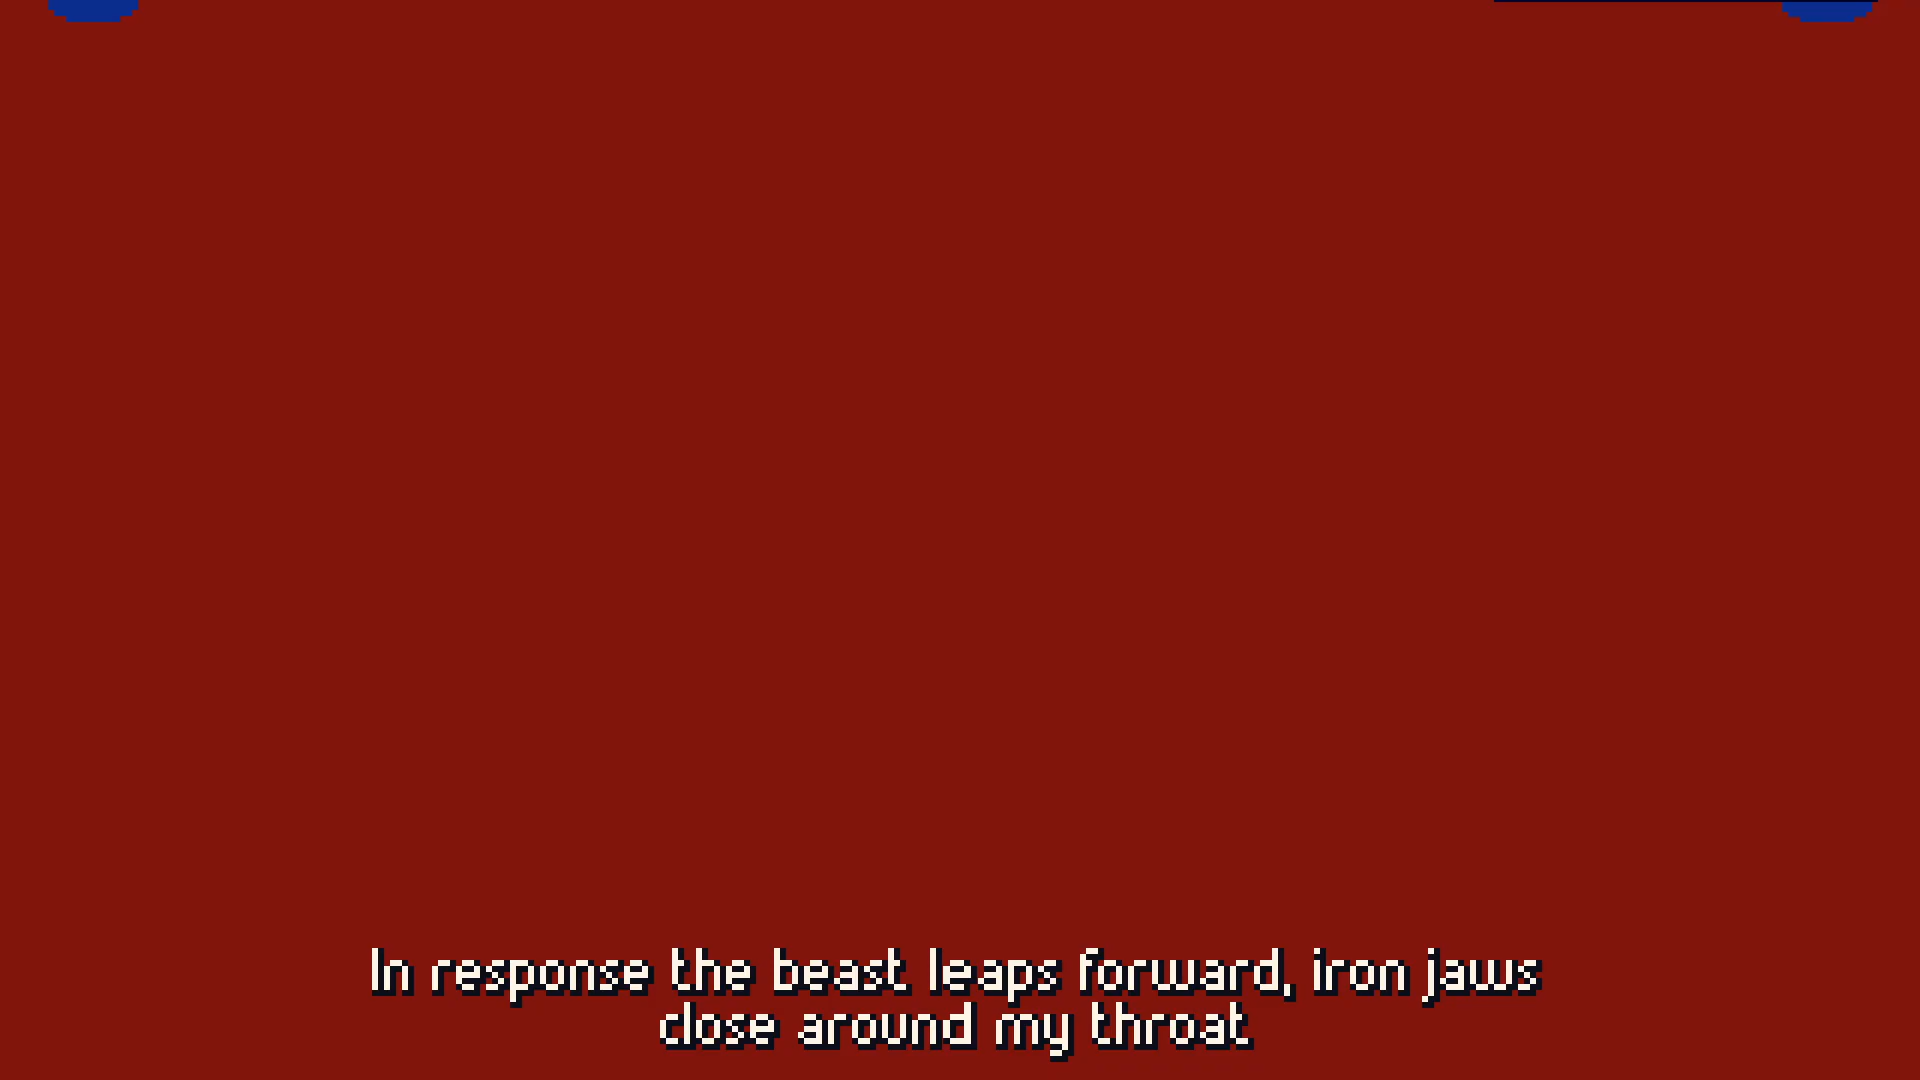 In response the beast leaps forward, iron jaws
close around my throat